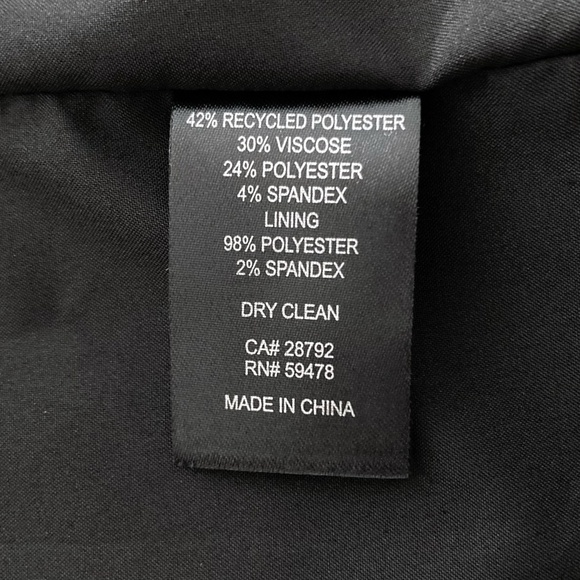 42% RECYCLED POLYESTER
30% VISCOSE
24% POLYESTER
4% SPANDEX
LINING
98% POLYESTER
2% SPANDEX
DRY CLEAN
CA# 28792
RN# 59478
MADE IN CHINA